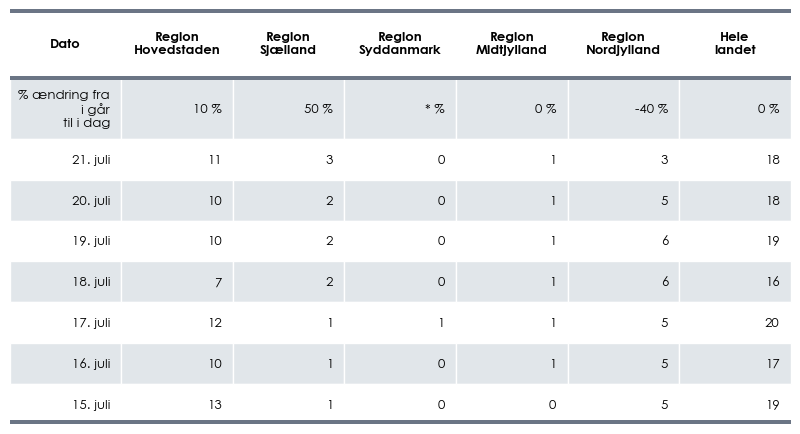 Dato Region Hovedstaden Region Sjælland Region Syddanmark Region Midtjylland Region Nordjylland Hele landet
% ændring fra i går til i dag 10 % 50 % * % 0 % -40 % 0 %
21. juli 11 3 0 1 3 18
20. juli 10 2 0 1 5 18
19. juli 10 2 0 1 6 19
18. juli 7 2 0 1 6 16
17. juli 12 1 1 1 5 20
16. juli 10 1 0 1 5 17
15. juli 13 1 0 0 5 19